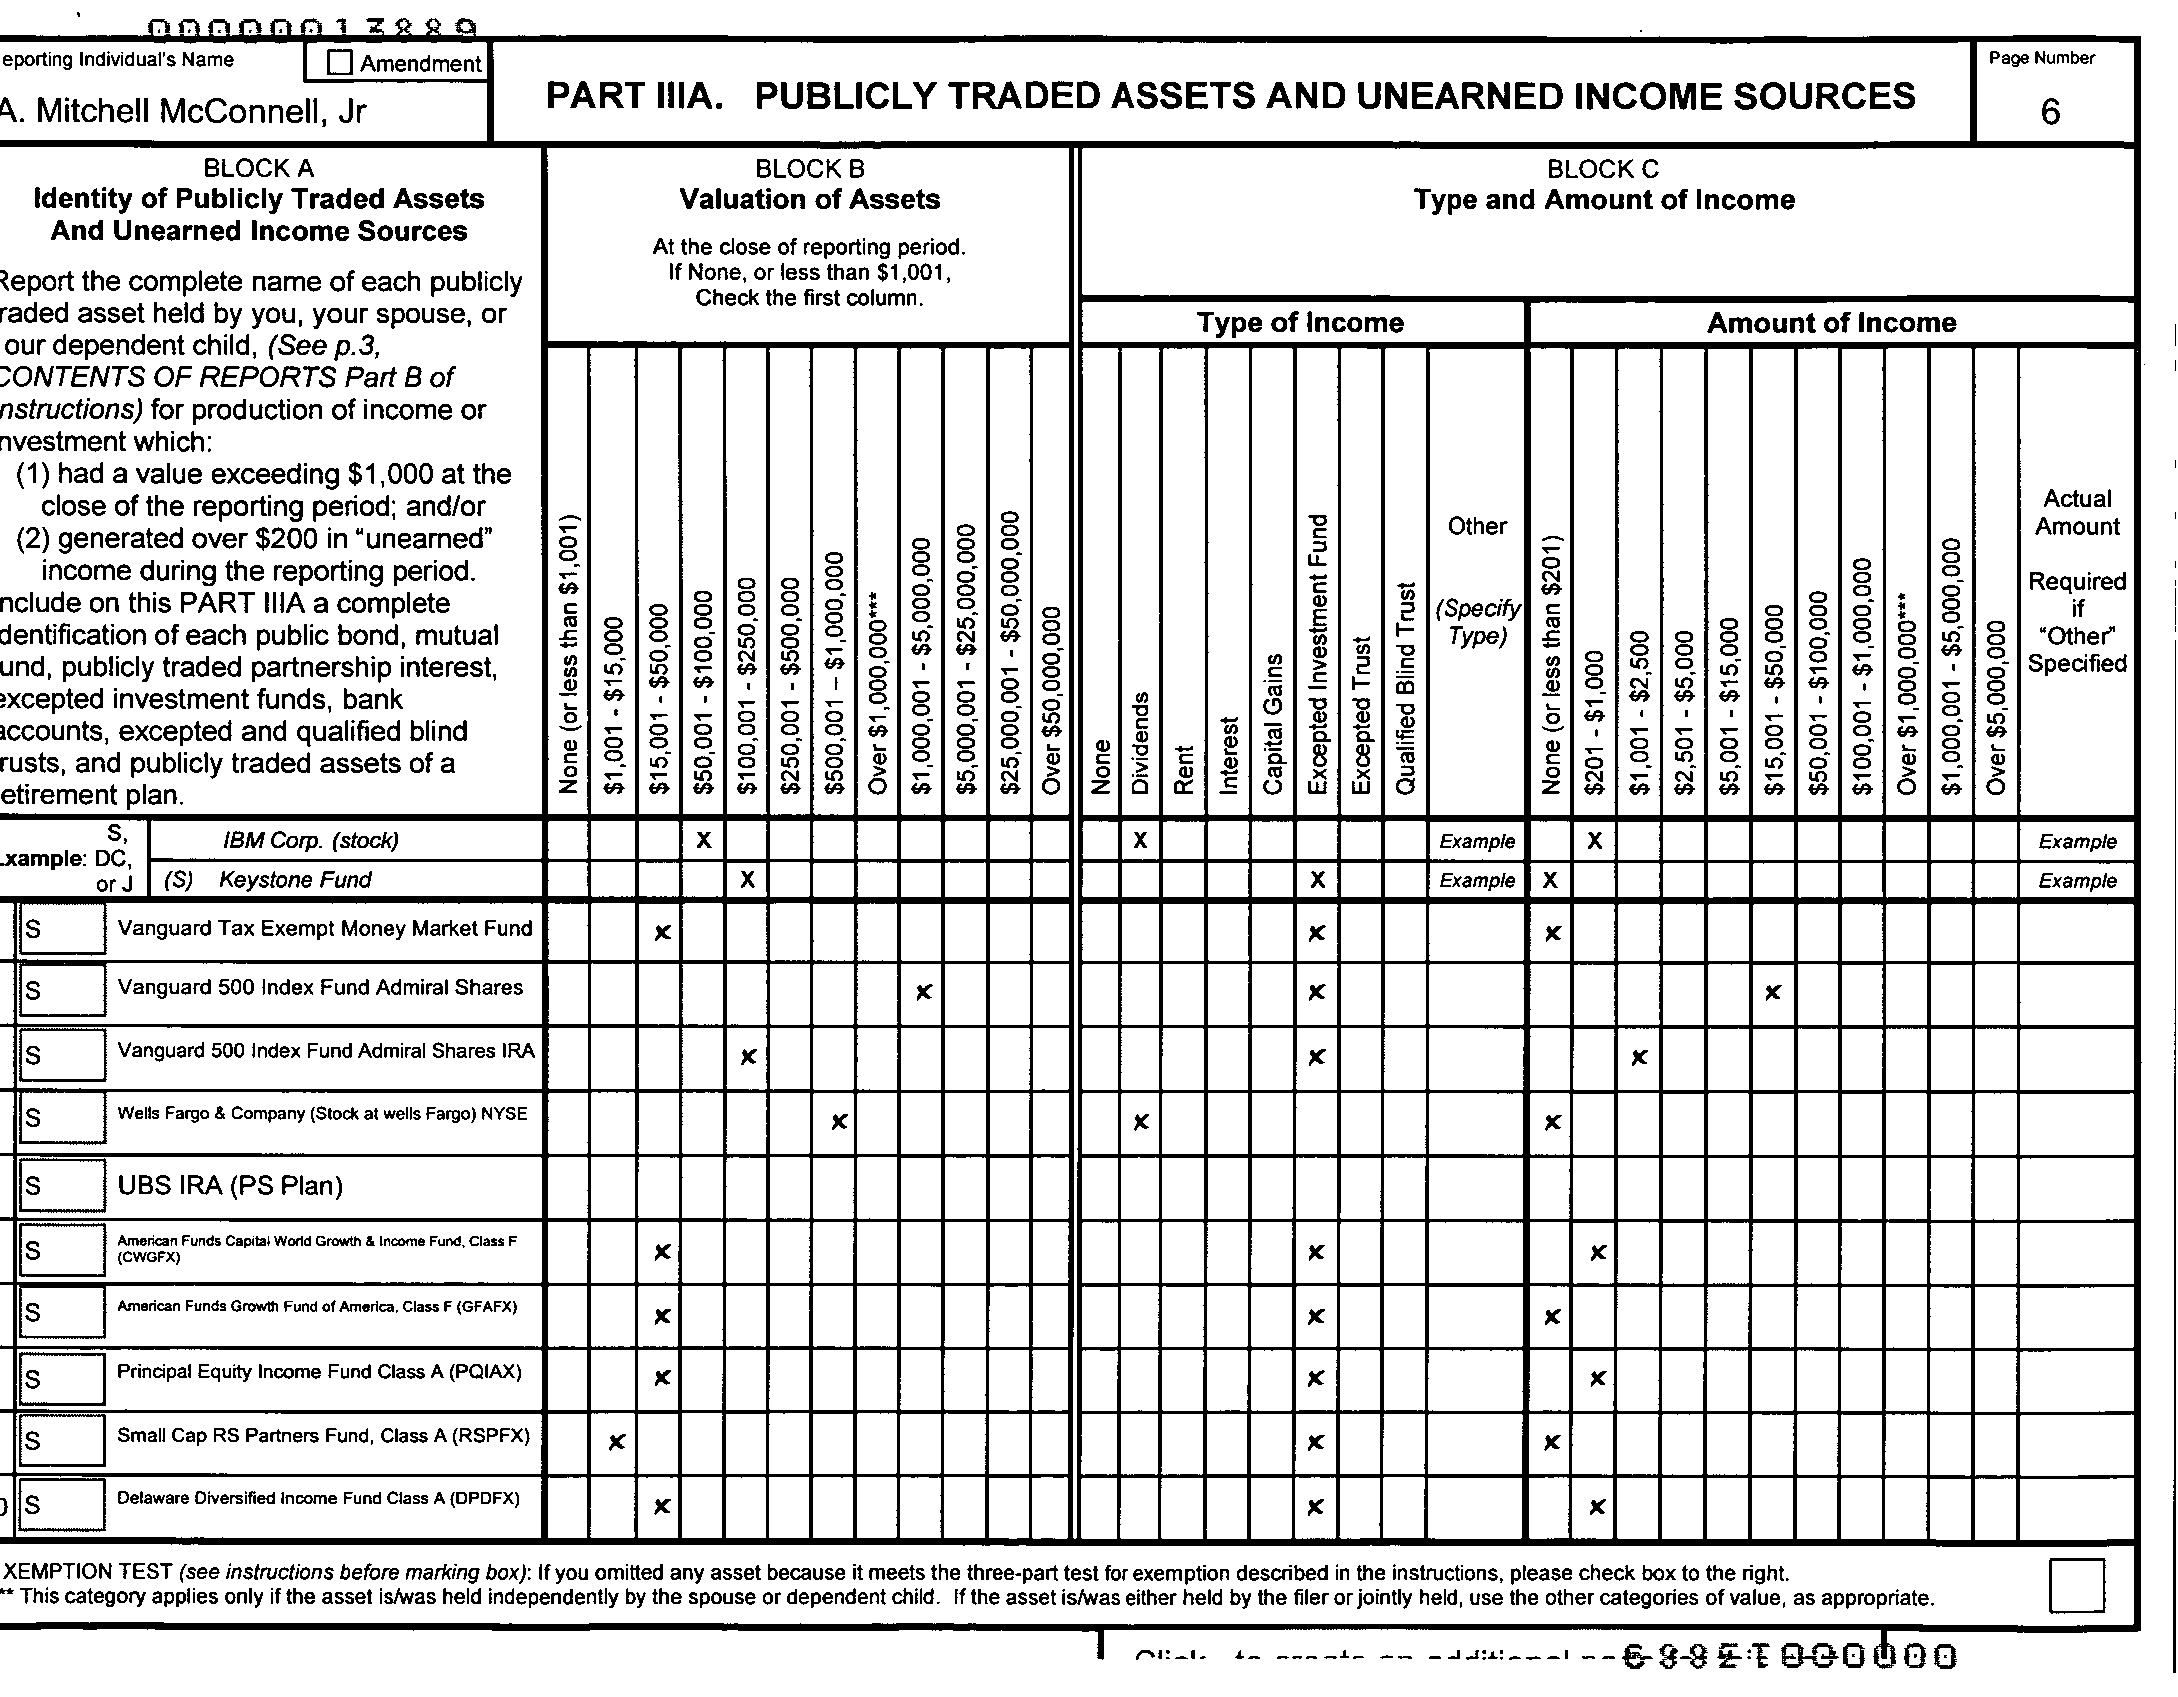 0000001 3889
eporting Individual's Name
Amendment
A. Mitchell McConnell, Jr
PART IIIA. PUBLICLY TRADED ASSETS AND UNEARNED INCOME SOURCES
Page Number
6
BLOCK A
Identity of Publicly Traded Assets
And Unearned Income Sources
Report the complete name of each publicly
raded asset held by you, your spouse, or
our dependent child, (See p.3,
CONTENTS OF REPORTS Part B of
nstructions) for production of income or
nvestment which:
(1) had a value exceeding $1,000 at the
close of the reporting period; and/or
(2) generated over $200 in "unearned"
income during the reporting period.
nclude on this PART IIIA a complete
dentification of each public bond, mutual
und, publicly traded partnership interest,
excepted investment funds, bank
accounts, excepted and qualified blind
rusts, and publicly traded assets of a
etirement plan.
BLOCK B
Valuation of Assets
At the close of reporting period.
If None, or less than $1,001,
Check the first column.
None (or less than $1,001)
$1,001 - $15,000
$15,001 - $50,000
$50,001 - $100,000
$100,001 - $250,000
$250,001 - $500,000
$500,001 – $1,000,000
Over $1,000,000***
$1,000,001 - $5,000,000
$5,000,001 - $25,000,000
$25,000,001 - $50,000,000
Over $50,000,000
BLOCK C
Type and Amount of Income
Type of Income
None
Dividends
Rent
Interest
Capital Gains
Excepted Investment Fund
Excepted Trust
Qualified Blind Trust
Other
(Specify
Type)
Amount of Income
None (or less than $201)
$201 - $1,000
$1,001 - $2,500
$2,501 - $5,000
$5,001 - $15,000
$15,001 - $50,000
$50,001 - $100,000
$100,001 - $1,000,000
Over $1,000,000***
$1,000,001 - $5,000,000
Over $5,000,000
Actual
Amount
Required
if
"Other"
Specified
Example:
S,
DC,
or J
IBM Corp. (stock) X X Example X Example
(S) Keystone Fund X X Example X Example
S Vanguard Tax Exempt Money Market Fund x x x
S Vanguard 500 Index Fund Admiral Shares x x x
S Vanguard 500 Index Fund Admiral Shares IRA x x x
S Wells Fargo & Company (Stock at wells Fargo) NYSE x x x
S UBS IRA (PS Plan)
S American Funds Capital World Growth & Income Fund, Class F
(CWGFX) x x x
S American Funds Growth Fund of America, Class F (GFAFX) x x x
S Principal Equity Income Fund Class A (PQIAX) x x x
S Small Cap RS Partners Fund, Class A (RSPFX) x x x
S Delaware Diversified Income Fund Class A (DPDFX) x x x
XEMPTION TEST (see instructions before marking box): If you omitted any asset because it meets the three-part test for exemption described in the instructions, please check box to the right.
** This category applies only if the asset is/was held independently by the spouse or dependent child. If the asset is/was either held by the filer or jointly held, use the other categories of value, as appropriate.